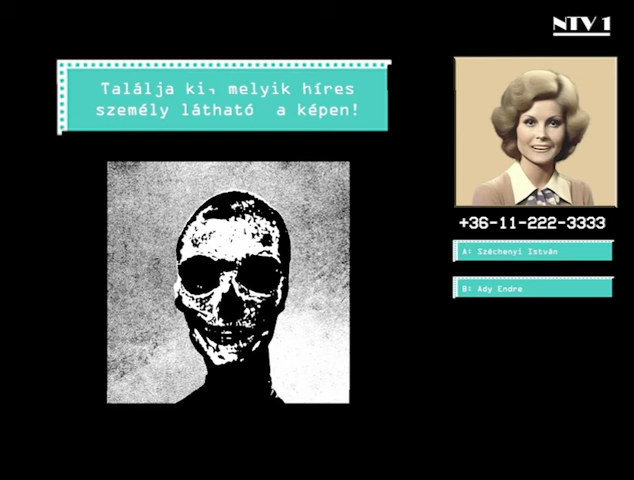 NTV 1
Találja ki, melyik híres
személy látható a képen!
+36-11-222-3333
A: Széchenyi István
B: Ady Endre